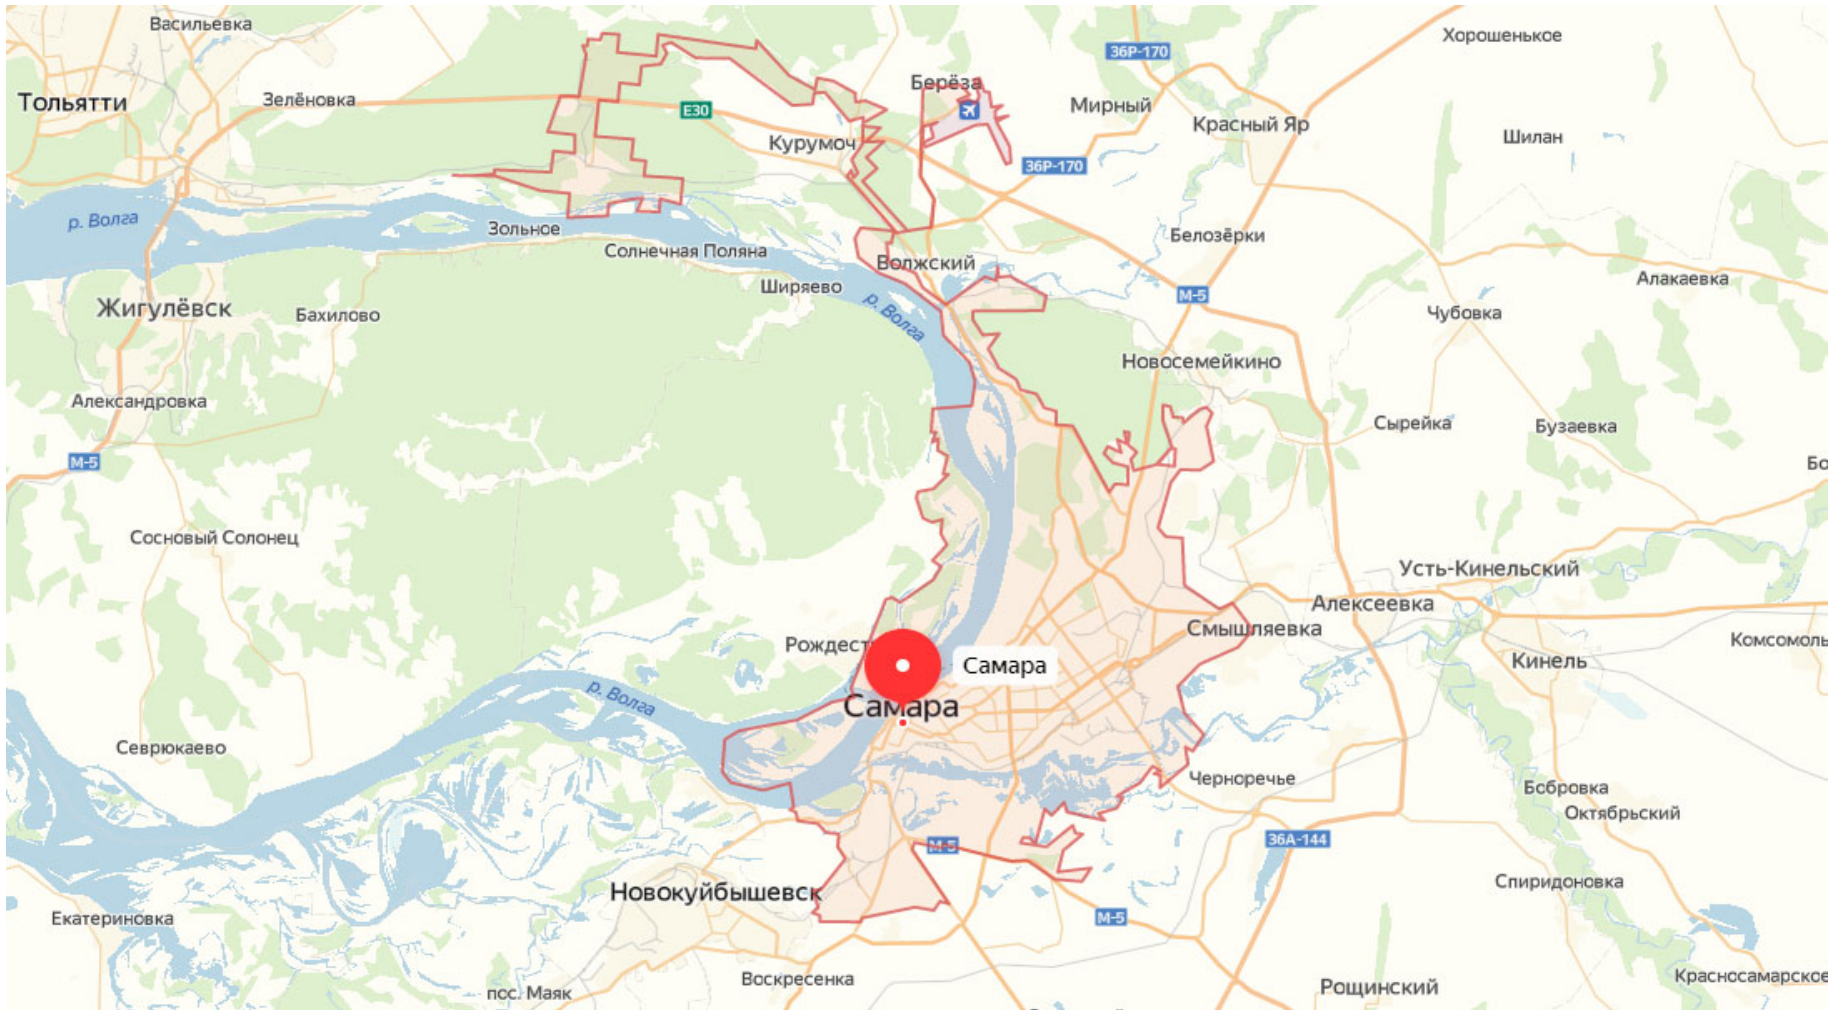 Васильевка
Хорошенькое
36Р-170
Берёза
Тольятти
Зелёновка
Е30
Мирный
Красный Яр
Шилан
Курумоч
36Р-170
р. Волга
Зольное
Солнечная Поляна
Белозёрки
Волжский
Алакаевка
Ширяево
М-5
Жигулёвск
Бахилово
р. Волга
Чубовка
Новосемейкино
Александровка
Сырейка
Бузаевка
М-5
Бо
Сосновый Солонец
Усть-Кинельский
Алексеевка
Смышляевка
Комсомоль
Рождест
Самара
Кинель
р. Волга
Самара
Севрюкаево
Черноречье
Бобровка
Октябрьский
М-5
36А-144
Новокуйбышевск
Спиридоновка
Екатериновка
М-5
Воскресенка
Красносамарское
пос. Маяк
Рощинский